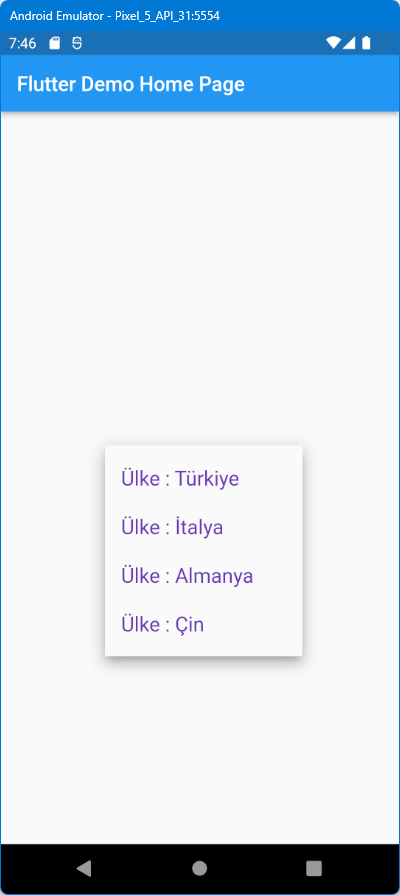 Android Emulator - Pixel_5_API_31:5554
7:46
Flutter Demo Home Page
Ülke : Türkiye
Ülke : İtalya
Ülke : Almanya
Ülke : Çin